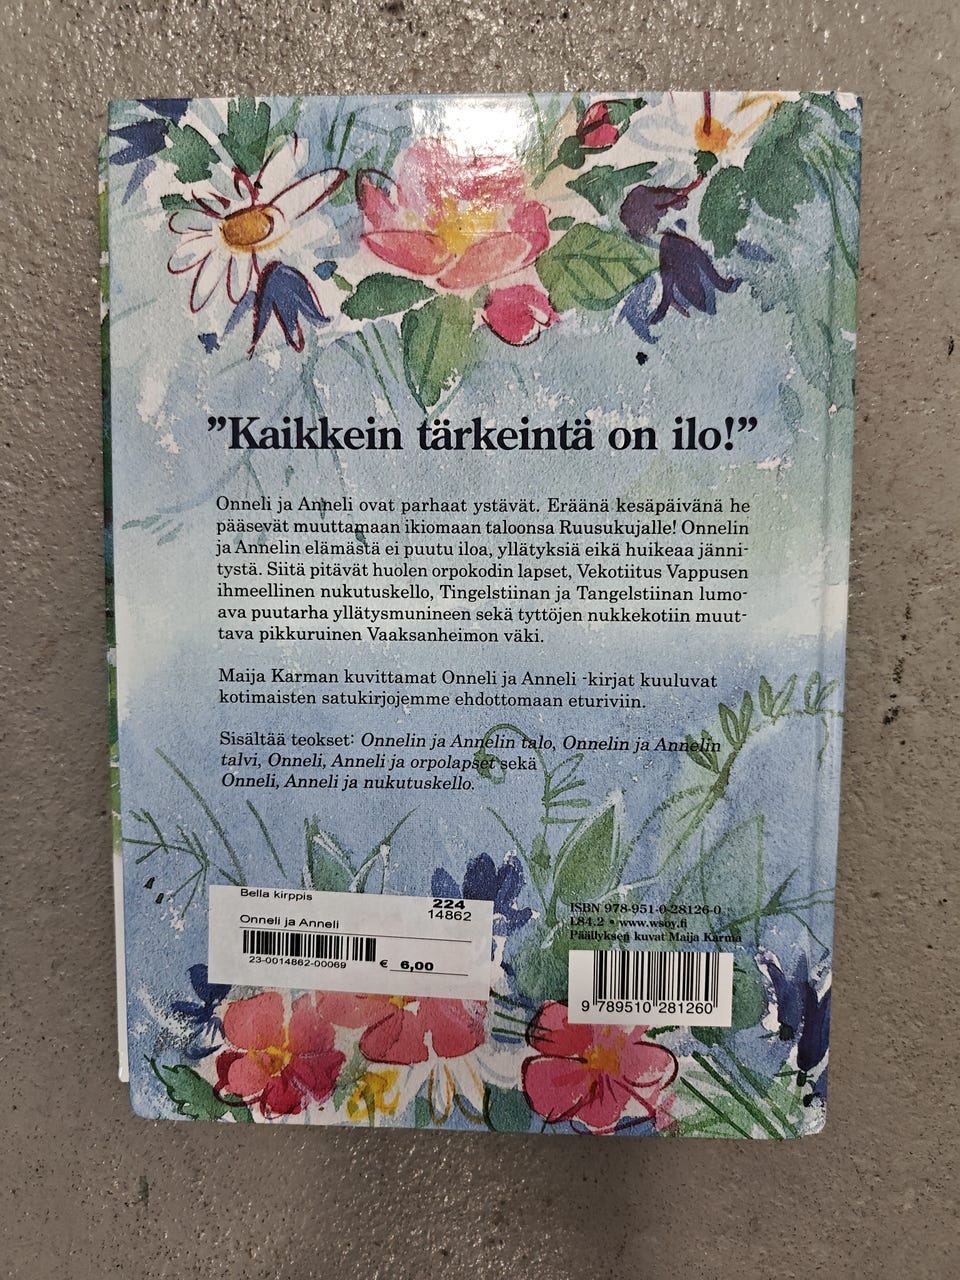 ”Kaikkein tärkeintä on ilo!”
Onneli ja Anneli ovat parhaat ystävät. Eräänä kesäpäivänä he
pääsevät muuttamaan ikiomaan taloonsa Ruusukujalle! Onnelin
ja Annelin elämästä ei puutu iloa, yllätyksiä eikä huikeaa jänni-
tystä. Siitä pitävät huolen orpokodin lapset, Vekotiitus Vappusen
ihmeellinen nukutuskello, Tingelstiinan ja Tangelstiinan lumo-
ava puutarha yllätysmunineen sekä tyttöjen nukkekotiin muut-
tava pikkuruinen Vaaksanheimon väki.
Maija Karman kuvittamat Onneli ja Anneli -kirjat kuuluvat
kotimaisten satukirjojemme ehdottomaan eturiviin.
Sisältää teokset: Onnelin ja Annelin talo, Onnelin ja Annelin
talvi, Onneli, Anneli ja orpolapset sekä
Onneli, Anneli ja nukutuskello.
Bella kirppis
224
14862
Onneli ja Anneli
23-0014862-00069
€ 6,00
ISBN 978-951-0-28126-0
L84.2 • www.wsoy.fi
Päällyksen kuvat Maija Karma
9 789510 281260